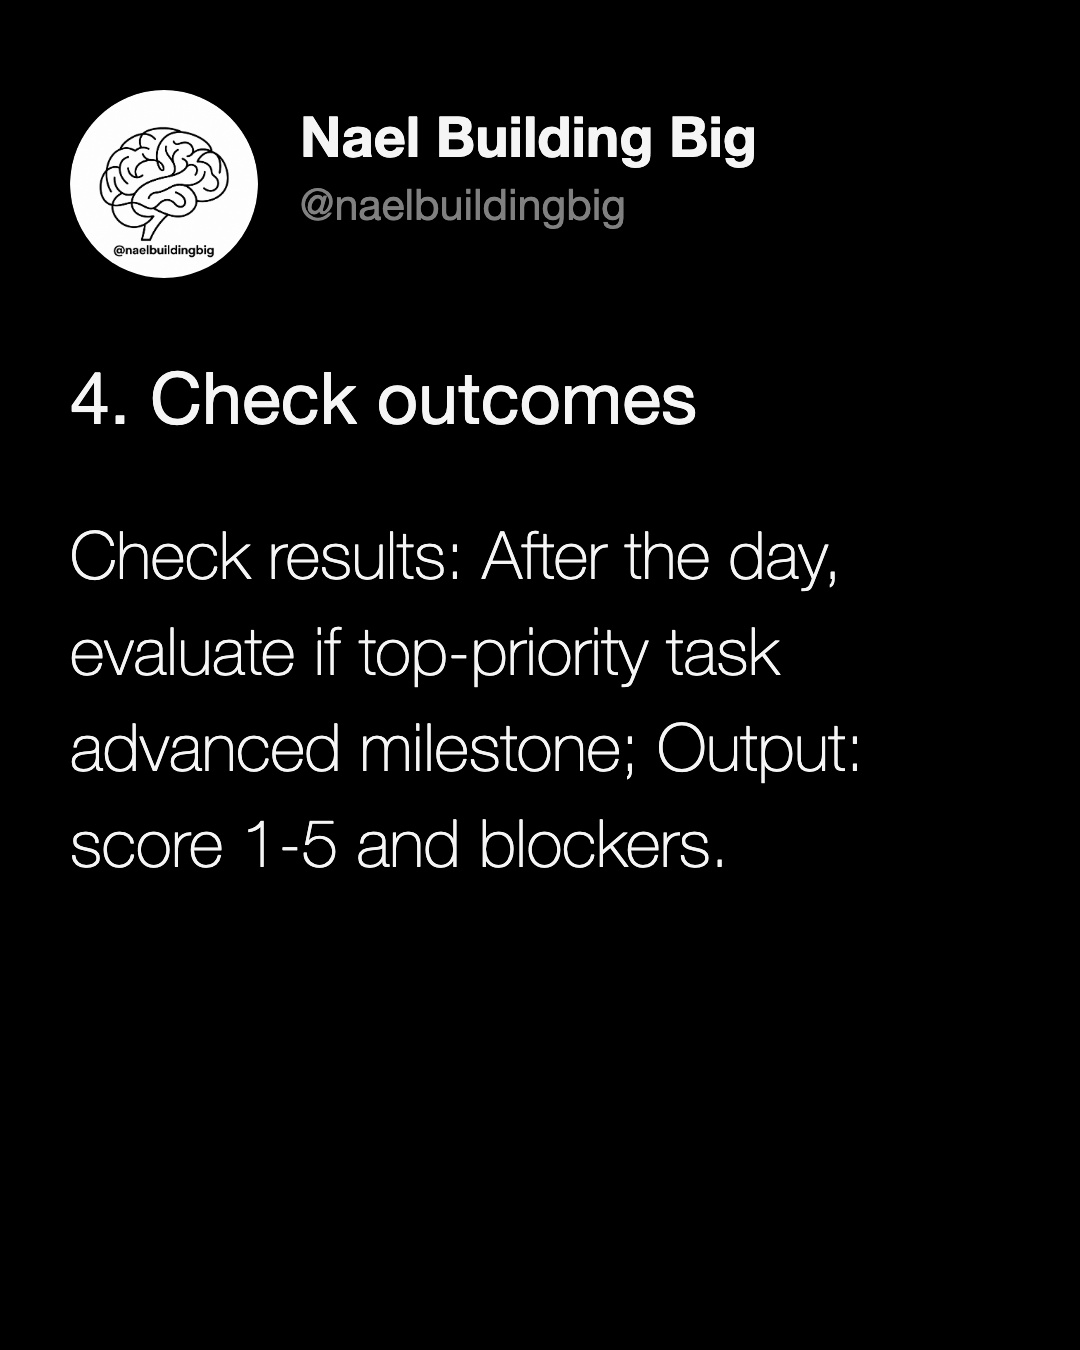 Nael Building Big
@naelbuildingbig
@naelbuildingbig
4. Check outcomes
Check results: After the day,
evaluate if top-priority task
advanced milestone; Output:
score 1-5 and blockers.